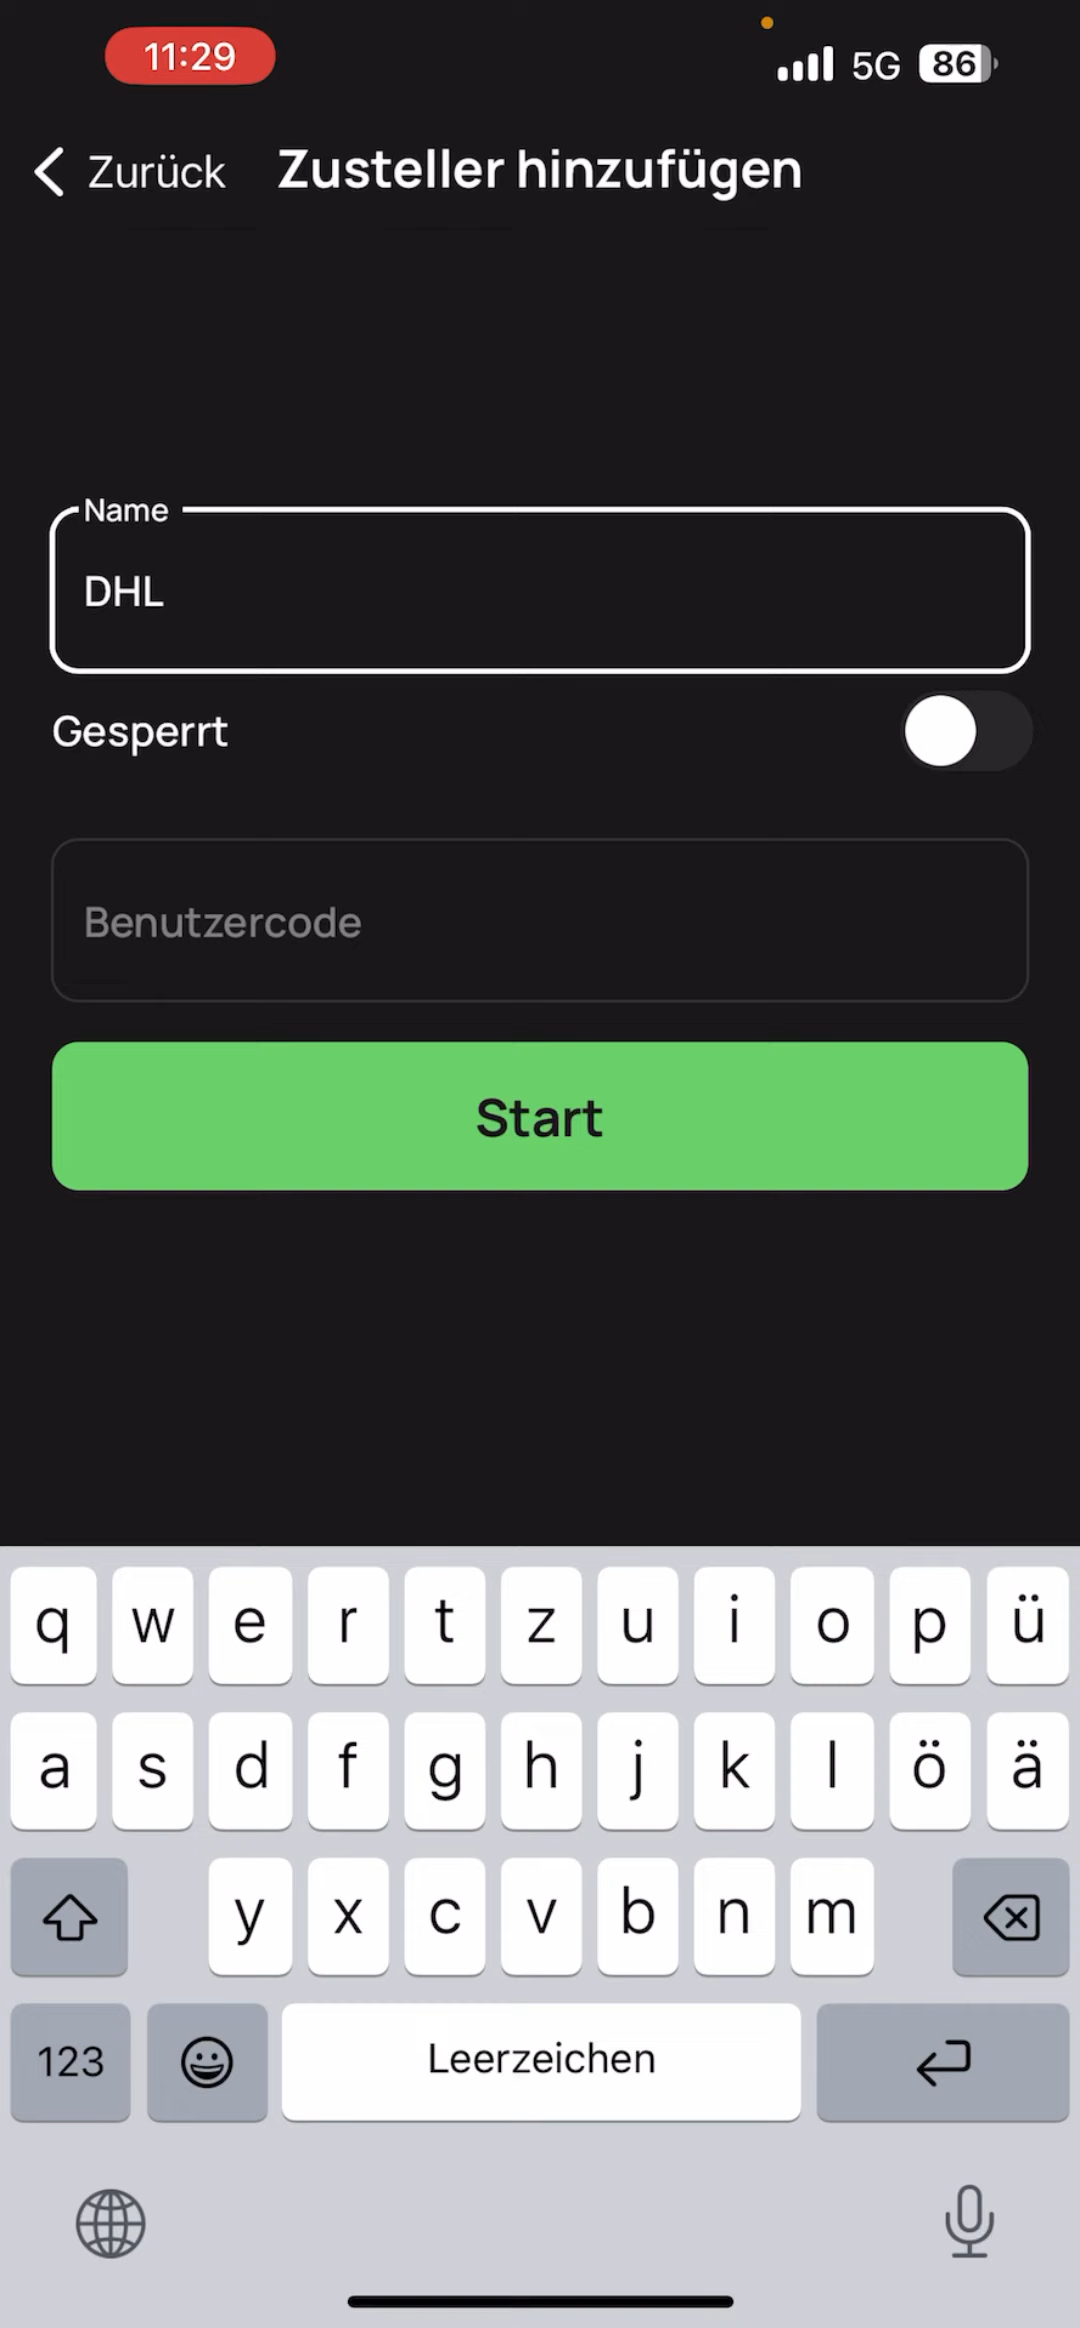 11:29
5G 86
Zurück Zusteller hinzufügen
Name
DHL
Gesperrt
Benutzercode
Start
q w e r t z u i o p ü
a s d f g h j k l ö ä
y x c v b n m
123 Leerzeichen